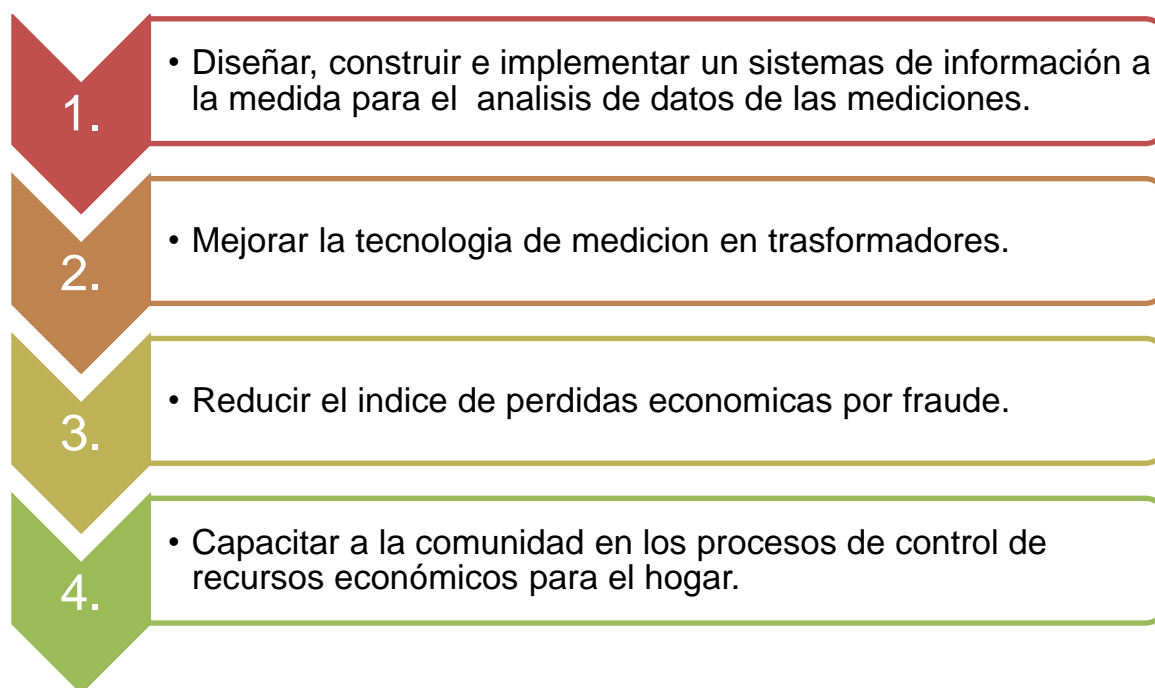 1.
• Diseñar, construir e implementar un sistemas de información a
la medida para el analisis de datos de las mediciones.
2.
• Mejorar la tecnologia de medicion en trasformadores.
3.
• Reducir el indice de perdidas economicas por fraude.
4.
• Capacitar a la comunidad en los procesos de control de
recursos económicos para el hogar.